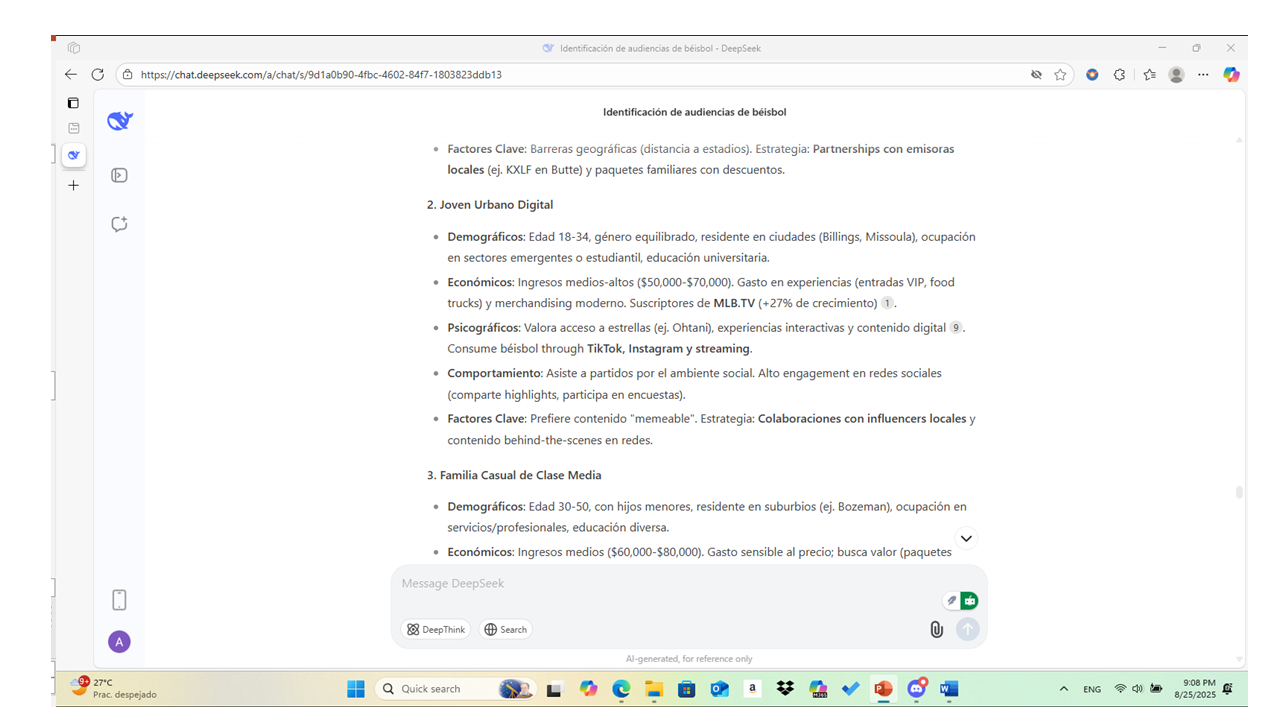 Identificación de audiencias de béisbol - DeepSeek
https://chat.deepseek.com/a/chat/s/9d1a0b90-4fbc-4602-84f7-1803823ddb13
Identificación de audiencias de béisbol
Factores Clave: Barreras geográficas (distancia a estadios). Estrategia: Partnerships con emisoras
locales (ej. KXLF en Butte) y paquetes familiares con descuentos.
2. Joven Urbano Digital
Demográficos: Edad 18-34, género equilibrado, residente en ciudades (Billings, Missoula), ocupación
en sectores emergentes o estudiantil, educación universitaria.
Económicos: Ingresos medios-altos ($50,000-$70,000). Gasto en experiencias (entradas VIP, food
trucks) y merchandising moderno. Suscriptores de MLB.TV (+27% de crecimiento) 1.
Psicográficos: Valora acceso a estrellas (ej. Ohtani), experiencias interactivas y contenido digital 9.
Consume béisbol through TikTok, Instagram y streaming.
Comportamiento: Asiste a partidos por el ambiente social. Alto engagement en redes sociales
(comparte highlights, participa en encuestas).
Factores Clave: Prefiere contenido "memeable". Estrategia: Colaboraciones con influencers locales y
contenido behind-the-scenes en redes.
3. Familia Casual de Clase Media
Demográficos: Edad 30-50, con hijos menores, residente en suburbios (ej. Bozeman), ocupación en
servicios/profesionales, educación diversa.
Económicos: Ingresos medios ($60,000-$80,000). Gasto sensible al precio; busca valor (paquetes
Message DeepSeek
DeepThink
Search
A
AI-generated, for reference only
9+
27°C
Prac. despejado
Quick search
a
M365
ENG
9:08 PM
8/25/2025